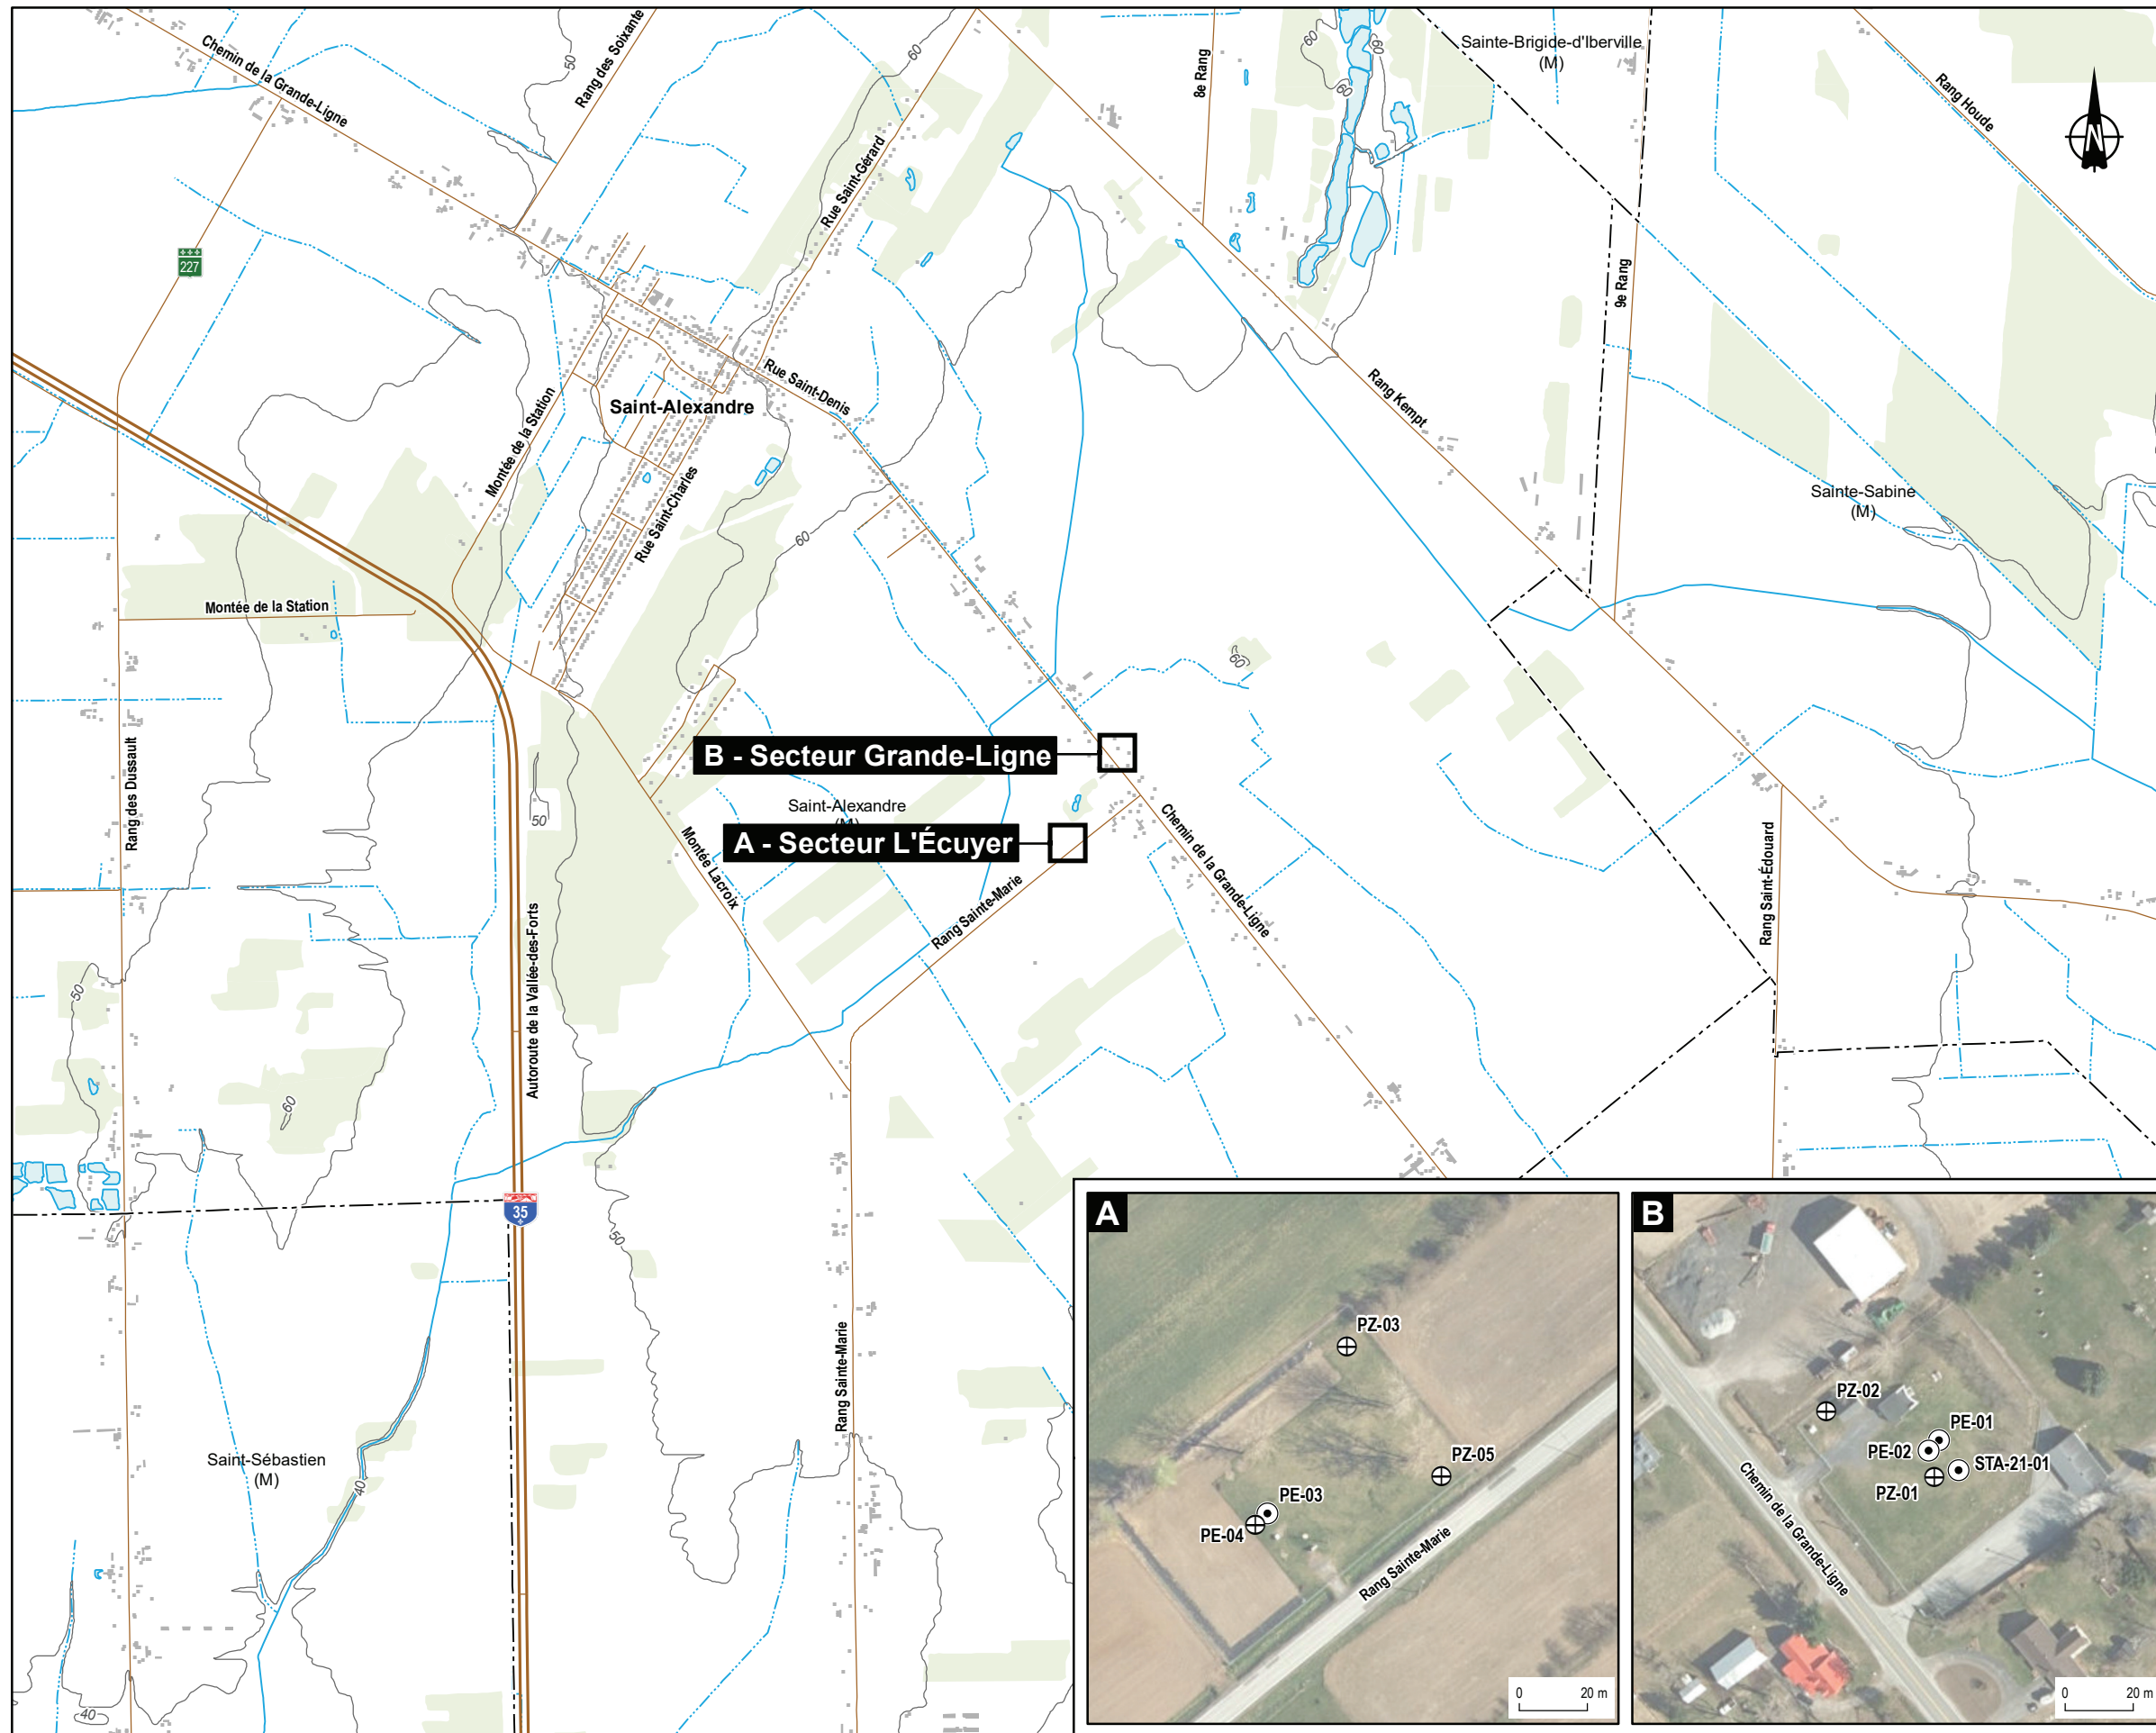 Chemin de la Grande-Ligne
50
Rang des Soixante
60
8e Rang
60
60
60
Sainte-Brigide-d'Iberville
(M)
Rang Houde
N
227
Rue Saint-Gérard
9e Rang
Rue Saint-Denis
Rang Kempt
Saint-Alexandre
Montée de la Station
Rue Saint-Charles
60
Sainte-Sabine
(M)
Montée de la Station
60
Rang des Dussault
B - Secteur Grande-Ligne
Saint-Alexandre
(M)
A - Secteur L'Écuyer
50
Montée Lacroix
Chemin de la Grande-Ligne
Rang Sainte-Marie
Rang Saint-Édouard
Autoroute de la Vallée-des-Forts
50
60
35
50
Rang Sainte-Marie
Saint-Sébastien
(M)
40
40
A
PZ-03
PZ-05
PE-03
PE-04
Rang Sainte-Marie
0 20 m
B
PZ-02
PE-01
PE-02
STA-21-01
PZ-01
Chemin de la Grande-Ligne
0 20 m